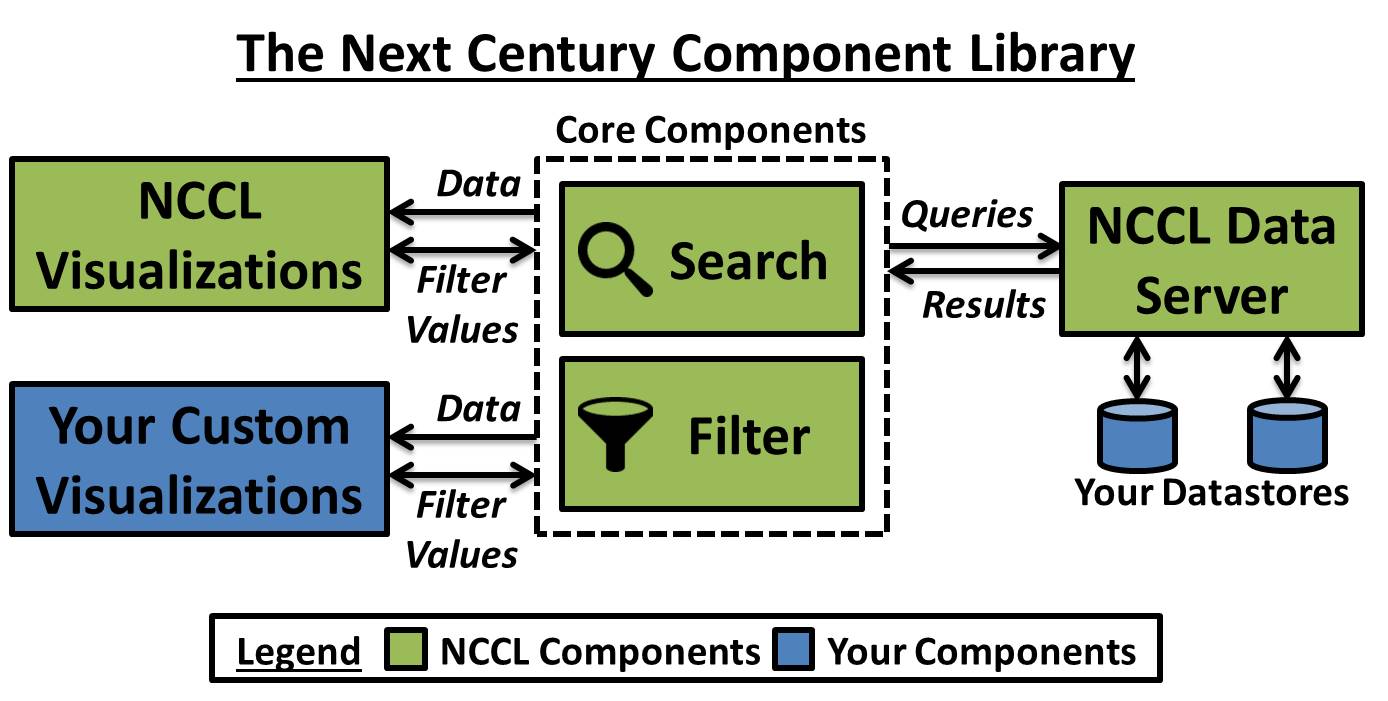 The Next Century Component Library
Core Components
NCCL
Visualizations
Data
Filter
Values
Search
Queries
Results
NCCL Data
Server
Your Custom
Visualizations
Data
Filter
Values
Filter
Your Datastores
Legend NCCL Components Your Components